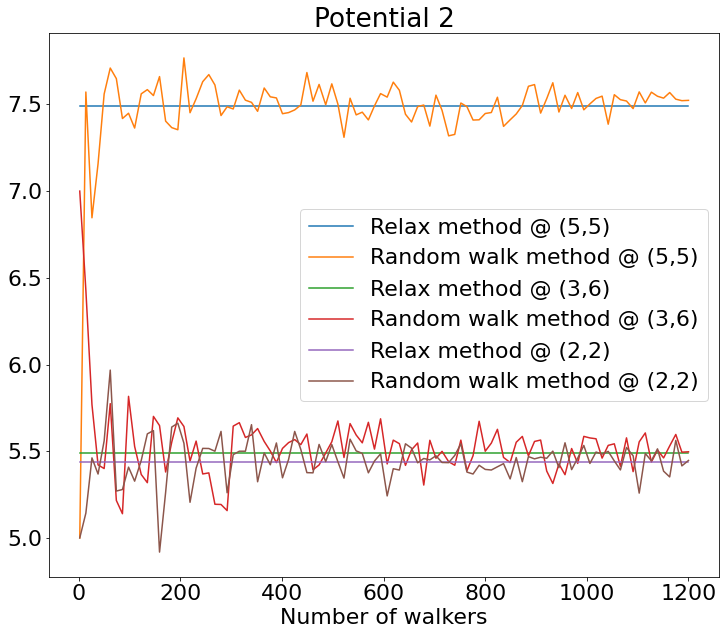 Potential 2
7.5
7.0
6.5
6.0
5.5
5.0
Relax method @ (5,5)
Random walk method @ (5,5)
Relax method @ (3,6)
Random walk method @ (3,6)
Relax method @ (2,2)
Random walk method @ (2,2)
0 200 400 600 800 1000 1200
Number of walkers